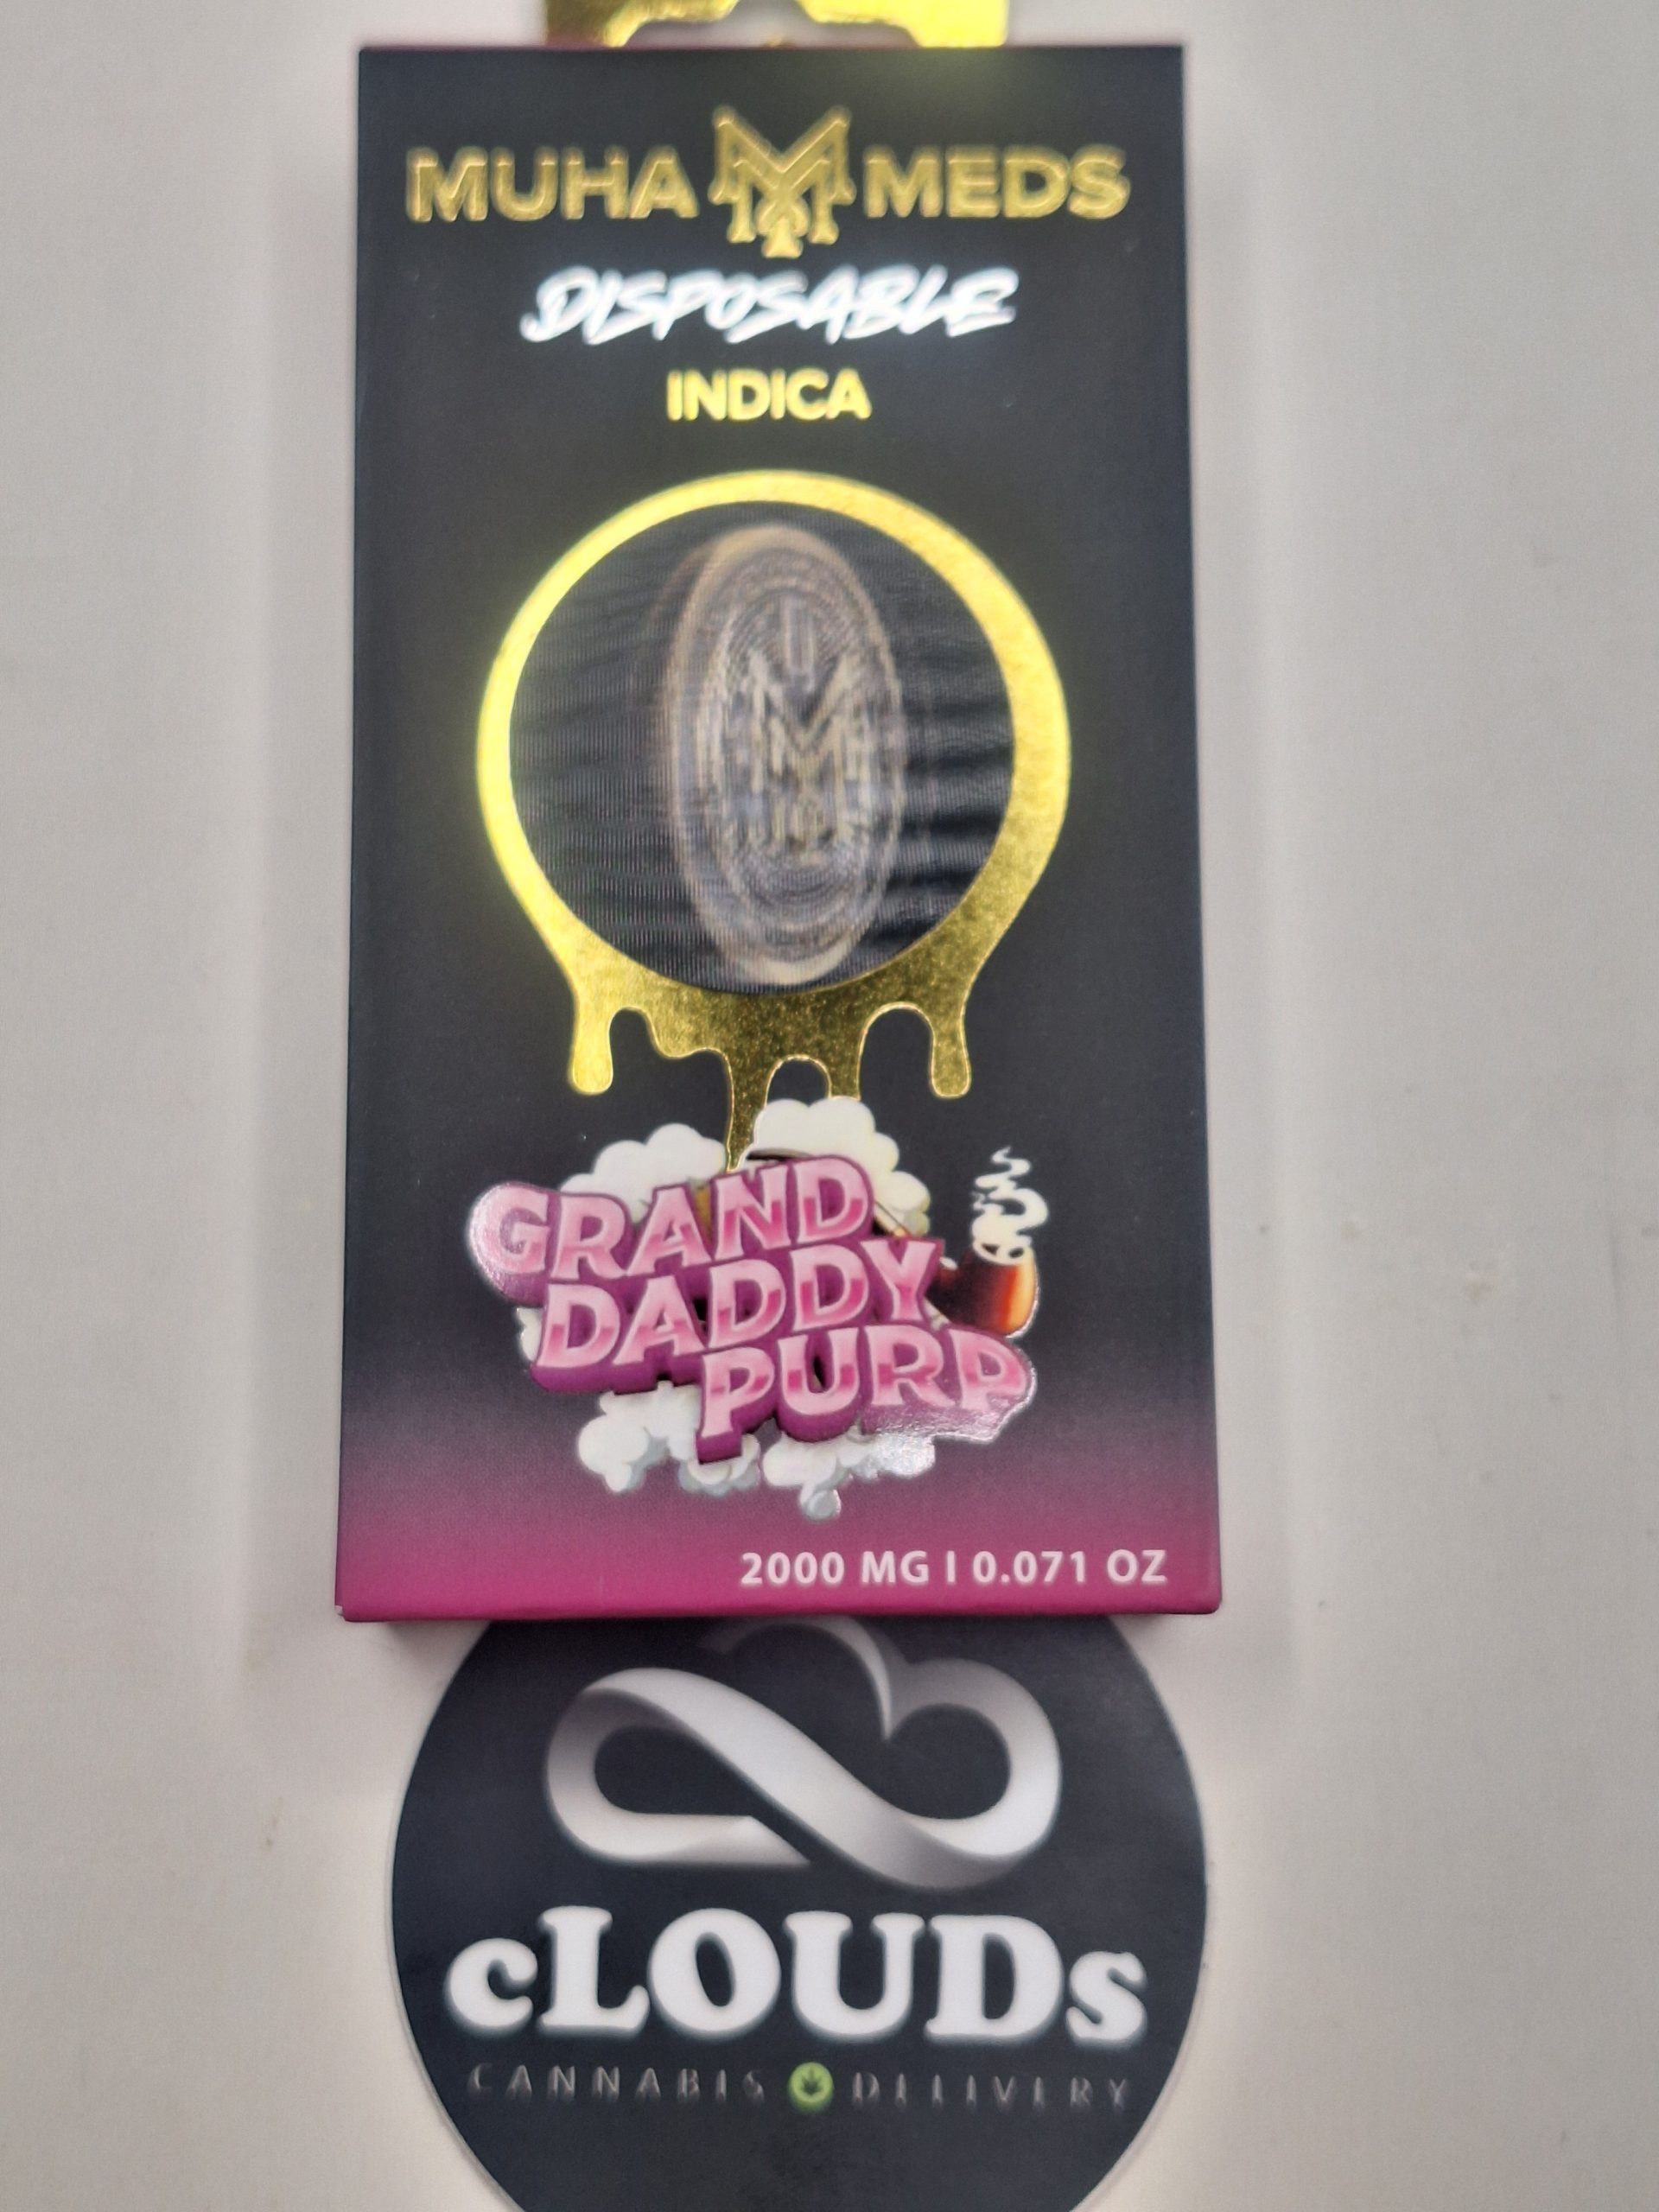 MUHA MEDS
DISPOSABLE
INDICA
GRAND
DADDY
PURP
2000 MG I 0.071 OZ
cLOUDs
CANNABIS DELIVERY